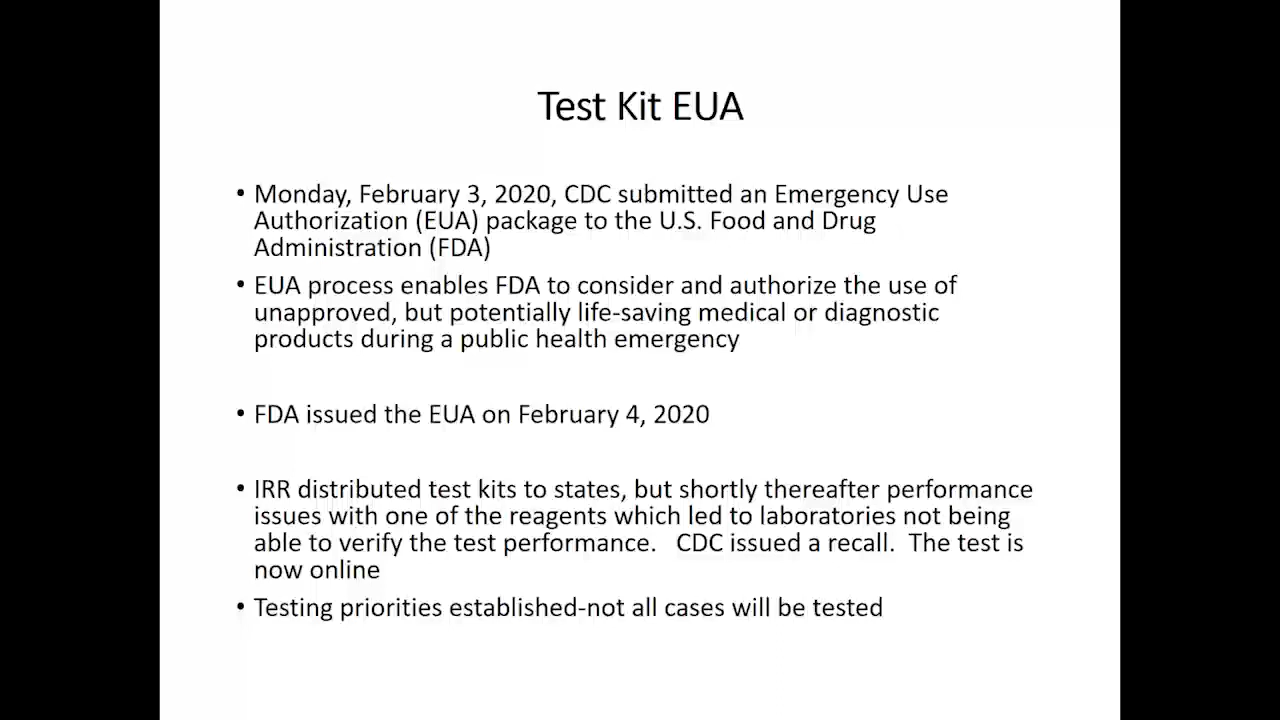 Test Kit EUA
• Monday, February 3, 2020, CDC submitted an Emergency Use
Authorization (EUA) package to the U.S. Food and Drug
Administration (FDA)
• EUA process enables FDA to consider and authorize the use of
unapproved, but potentially life-saving medical or diagnostic
products during a public health emergency
• FDA issued the EUA on February 4, 2020
• IRR distributed test kits to states, but shortly thereafter performance
issues with one of the reagents which led to laboratories not being
able to verify the test performance.   CDC issued a recall.  The test is
now online
• Testing priorities established-not all cases will be tested